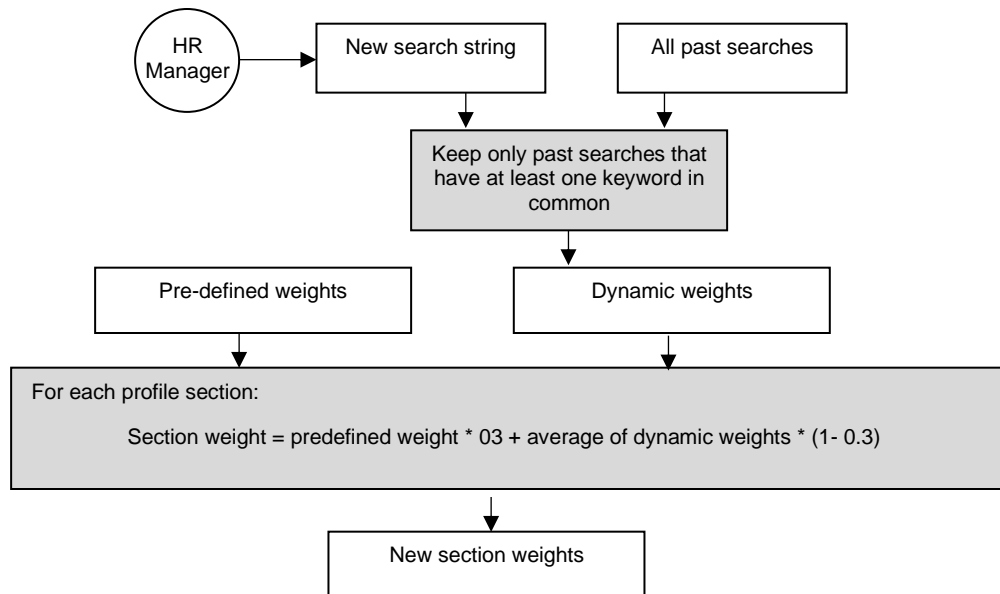 HR
Manager
New search string
All past searches
Keep only past searches that
have at least one keyword in
common
Pre-defined weights
Dynamic weights
For each profile section:
Section weight = predefined weight * 03 + average of dynamic weights * (1- 0.3)
New section weights